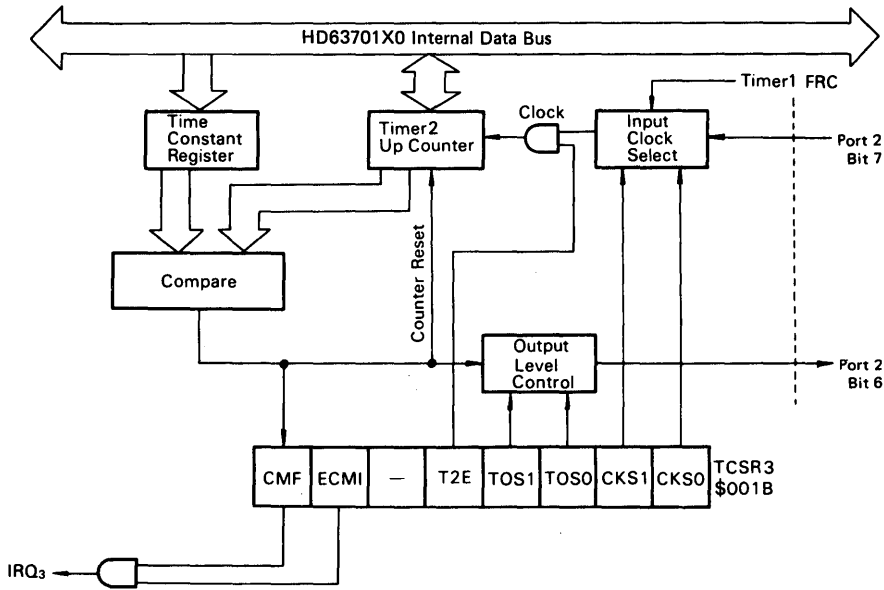 HD63701X0 Internal Data Bus
Timer1 FRC
Time
Constant
Register
Timer2
Up Counter
Clock
Input
Clock
Select
Port 2
Bit 7
Compare
Counter Reset
Output
Level
Control
Port 2
Bit 6
CMF ECMI — T2E TOS1 TOS0 CKS1 CKS0
TCSR3
$001B
IRQ₃